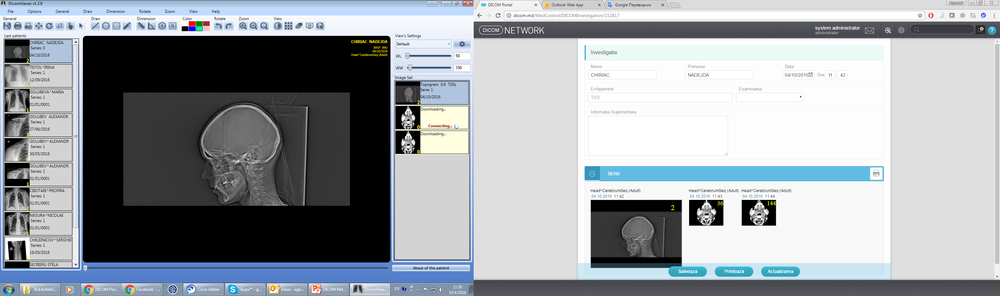 DicomViewer v1.3.9
File Options General Draw Dimension Rotate Zoom View Help
General Draw Dimension Color Rotate Zoom View
3D
Last patients
CHIRIAC NADEJDA
Series: 3
04/10/2016
2
TISTOL^IRINA
Series: 1
12/09/2016
1
GOLUBEVA^MARIA
Series: 1
01/01/0001
1
GOLUBEV ALEXANDR
Series: 1
27/06/2016
1
GOLUBEV^ALEXANDR
Series: 1
30/05/2016
1
GOLUBEV^ALEXANDR
Series: 1
01/01/0001
1
CIBOTARI^PROFIRA
Series: 1
01/01/0001
1
NEGURA^NICOLAE
Series: 1
01/01/0001
1
CHELEINICOV^SERGHEI
Series: 1
16/05/2016
1
SECRIERU STELA
CHIRIAC NADEJDA
IMSP IMU
04/10/2016
Head^CerebrumSeq (Adult)
View's Settings
Default
WL 50
WW 350
Image Set
Topogram 0.6 T20s
Serie: 1
04/10/2016
2
Downloading...
Connecting...
0
Downloading...
0
About of the patient
RoEduNet2... DICOM Por... Facebook - ... Cisco Jabber Skype™ - g... Inbox - ago... DICOM Net... DicomView...
EN
11:50
10/4/2016
DICOM Portal Outlook Web App Google Переводчик
Alexandr
dicom.md/MedControl/DICOMInvestigation/152817
DICOM NETWORK
system administrator
administrator
Investigatie
Nume Prenume Data
CHIRIAC NADEJDA 04/10/2016 Ora: 11 42
Echipament Examinarea
TC5
Informatie Suplimentara
SERII
Head^CerebrumSeq (Adult) Head^CerebrumSeq (Adult) Head^CerebrumSeq (Adult)
04.10.2016 11:42 04.10.2016 11:43 04.10.2016 11:44
2 36 144
Salveaza Printeaza Actualizarea